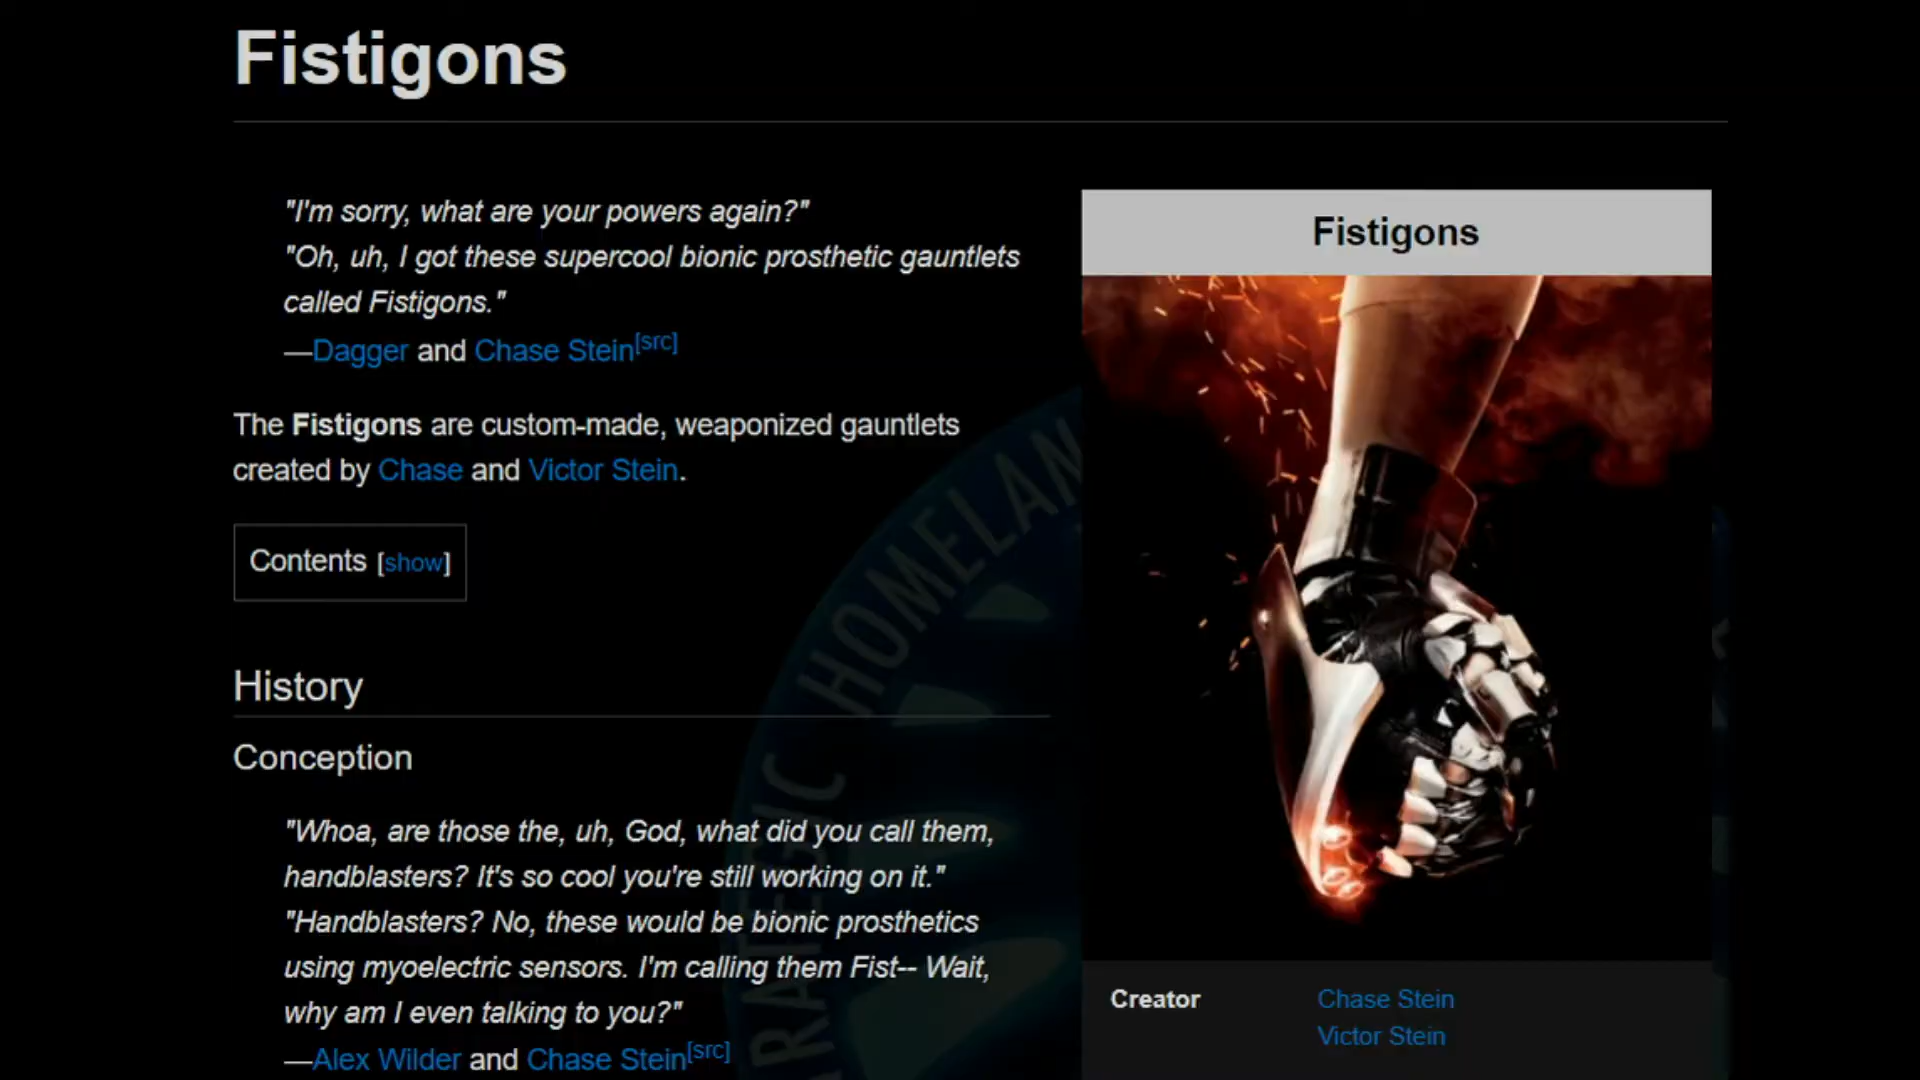 Fistigons
"I'm sorry, what are your powers again?"
"Oh, uh, I got these supercool bionic prosthetic gauntlets
called Fistigons."
—Dagger and Chase Stein[src]
The Fistigons are custom-made, weaponized gauntlets
created by Chase and Victor Stein.
Contents [show]
History
Conception
"Whoa, are those the, uh, God, what did you call them,
handblasters? It's so cool you're still working on it."
"Handblasters? No, these would be bionic prosthetics
using myoelectric sensors. I'm calling them Fist-- Wait,
why am I even talking to you?"
—Alex Wilder and Chase Stein[src]
Fistigons
Creator
Chase Stein
Victor Stein
RATEGIC HOMELAN